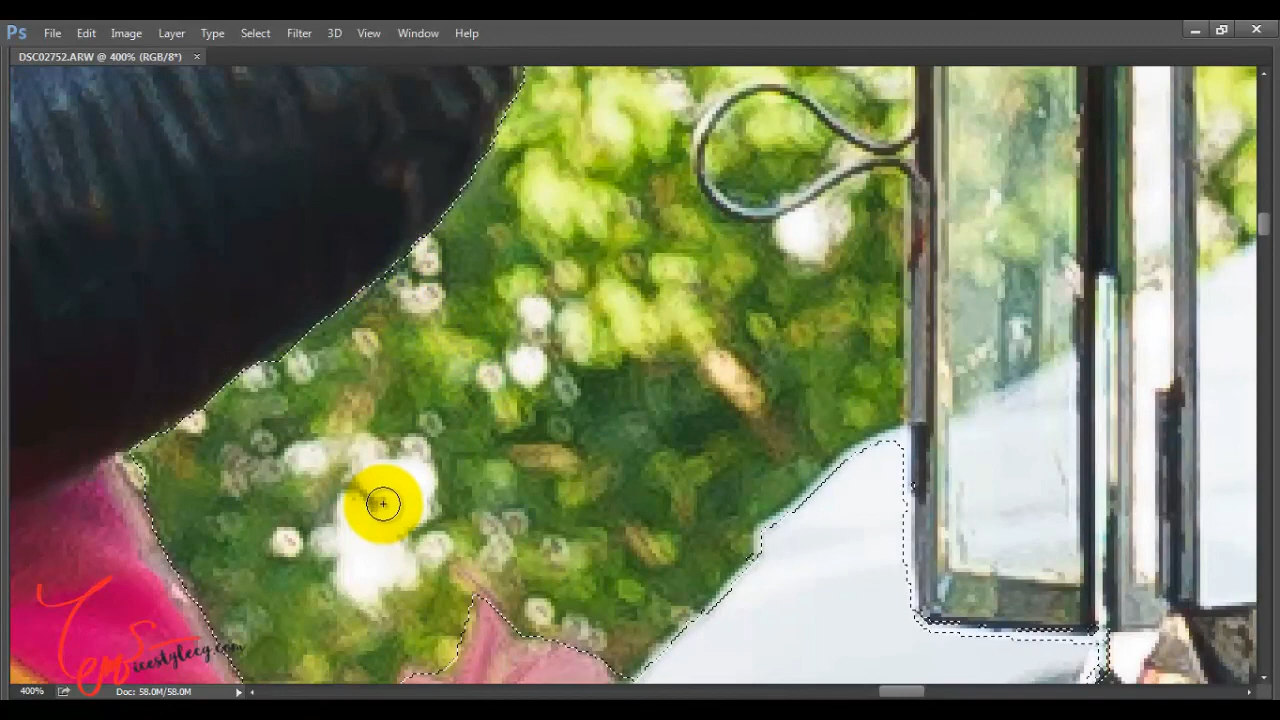 Ps File Edit Image Layer Type Select Filter 3D View Window Help
DSC02752.ARW @ 400% (RGB/8*) ×
400% Doc: 58.0M/58.0M